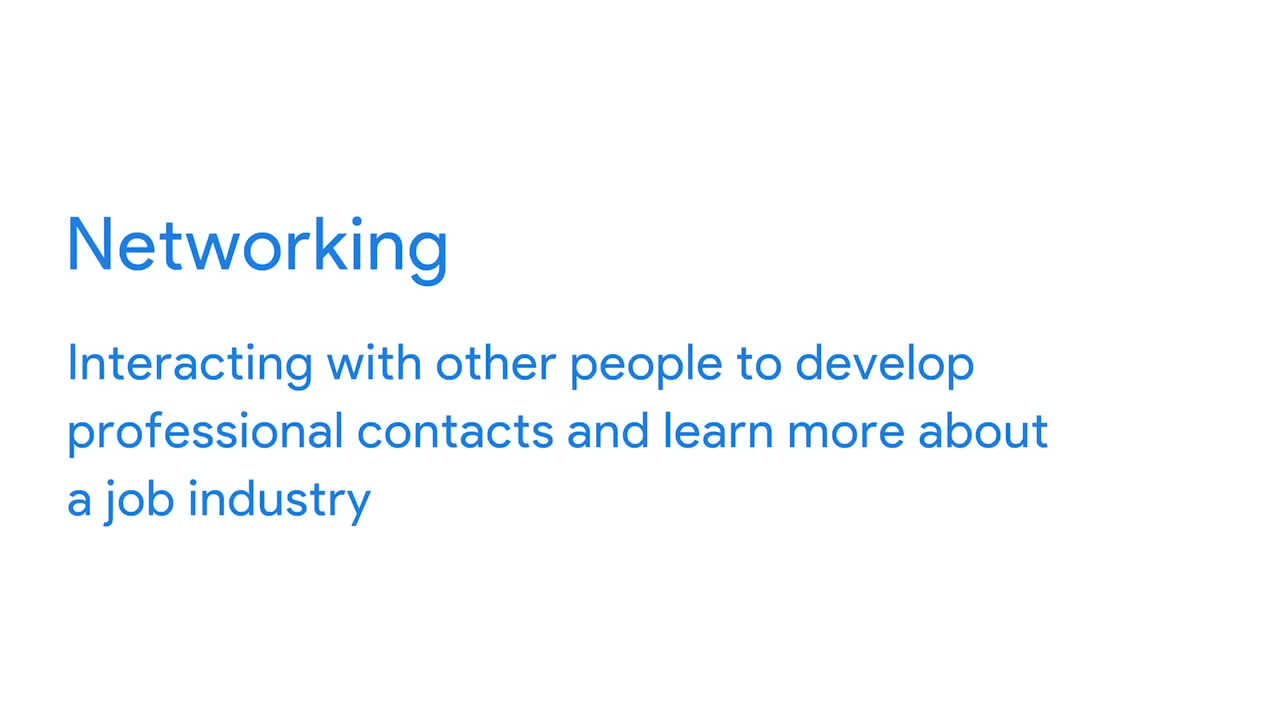 Networking
Interacting with other people to develop
professional contacts and learn more about
a job industry